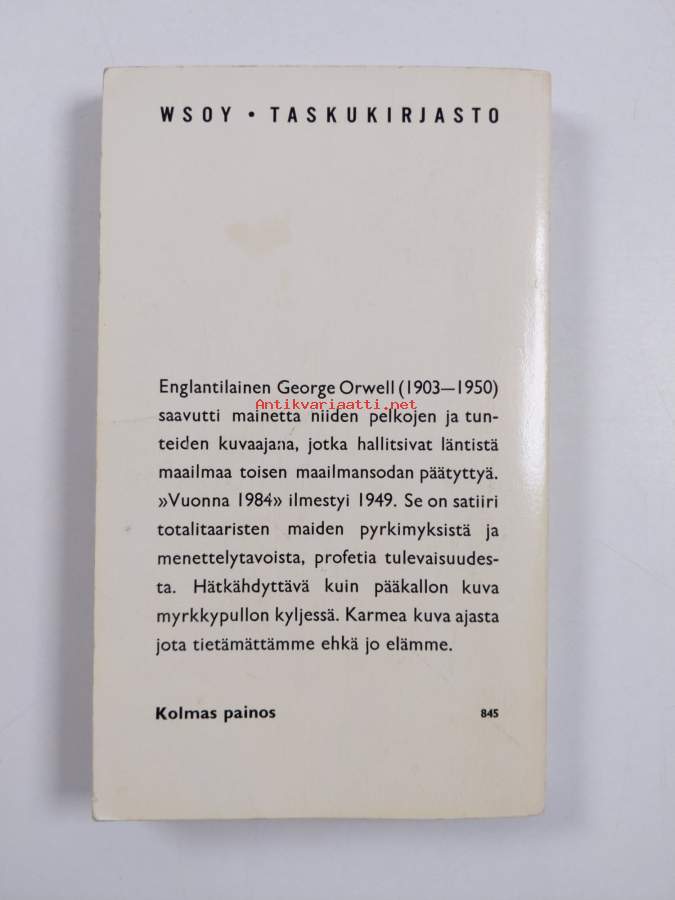 WSOY • TASKUKIRJASTO
Englantilainen George Orwell (1903—1950)
Antikvariaatti.net
saavutti mainetta niiden pelkojen ja tun-
teiden kuvaajana, jotka hallitsivat läntistä
maailmaa toisen maailmansodan päätyttyä.
»Vuonna 1984» ilmestyi 1949. Se on satiiri
totalitaaristen maiden pyrkimyksistä ja
menettelytavoista, profetia tulevaisuudes-
ta. Hätkähdyttävä kuin pääkallon kuva
myrkkypullon kyljessä. Karmea kuva ajasta
jota tietämättämme ehkä jo elämme.
Kolmas painos 845